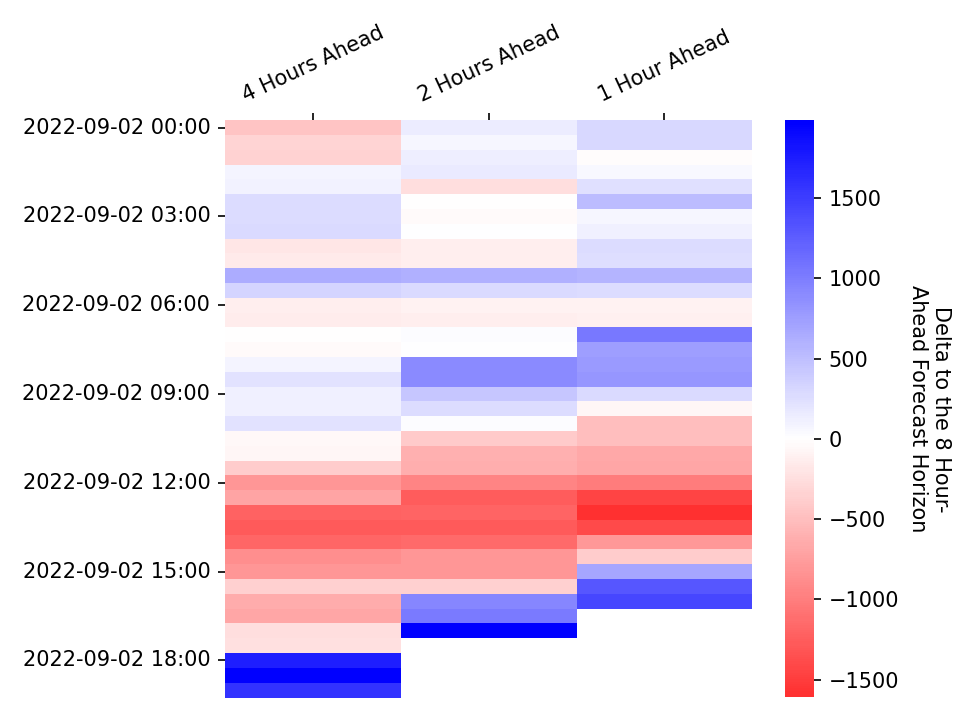 4 Hours Ahead
2 Hours Ahead
1 Hour Ahead
2022-09-02 00:00
2022-09-02 03:00
2022-09-02 06:00
2022-09-02 09:00
2022-09-02 12:00
2022-09-02 15:00
2022-09-02 18:00
1500
1000
500
0
−500
−1000
−1500
Delta to the 8 Hour-
Ahead Forecast Horizon